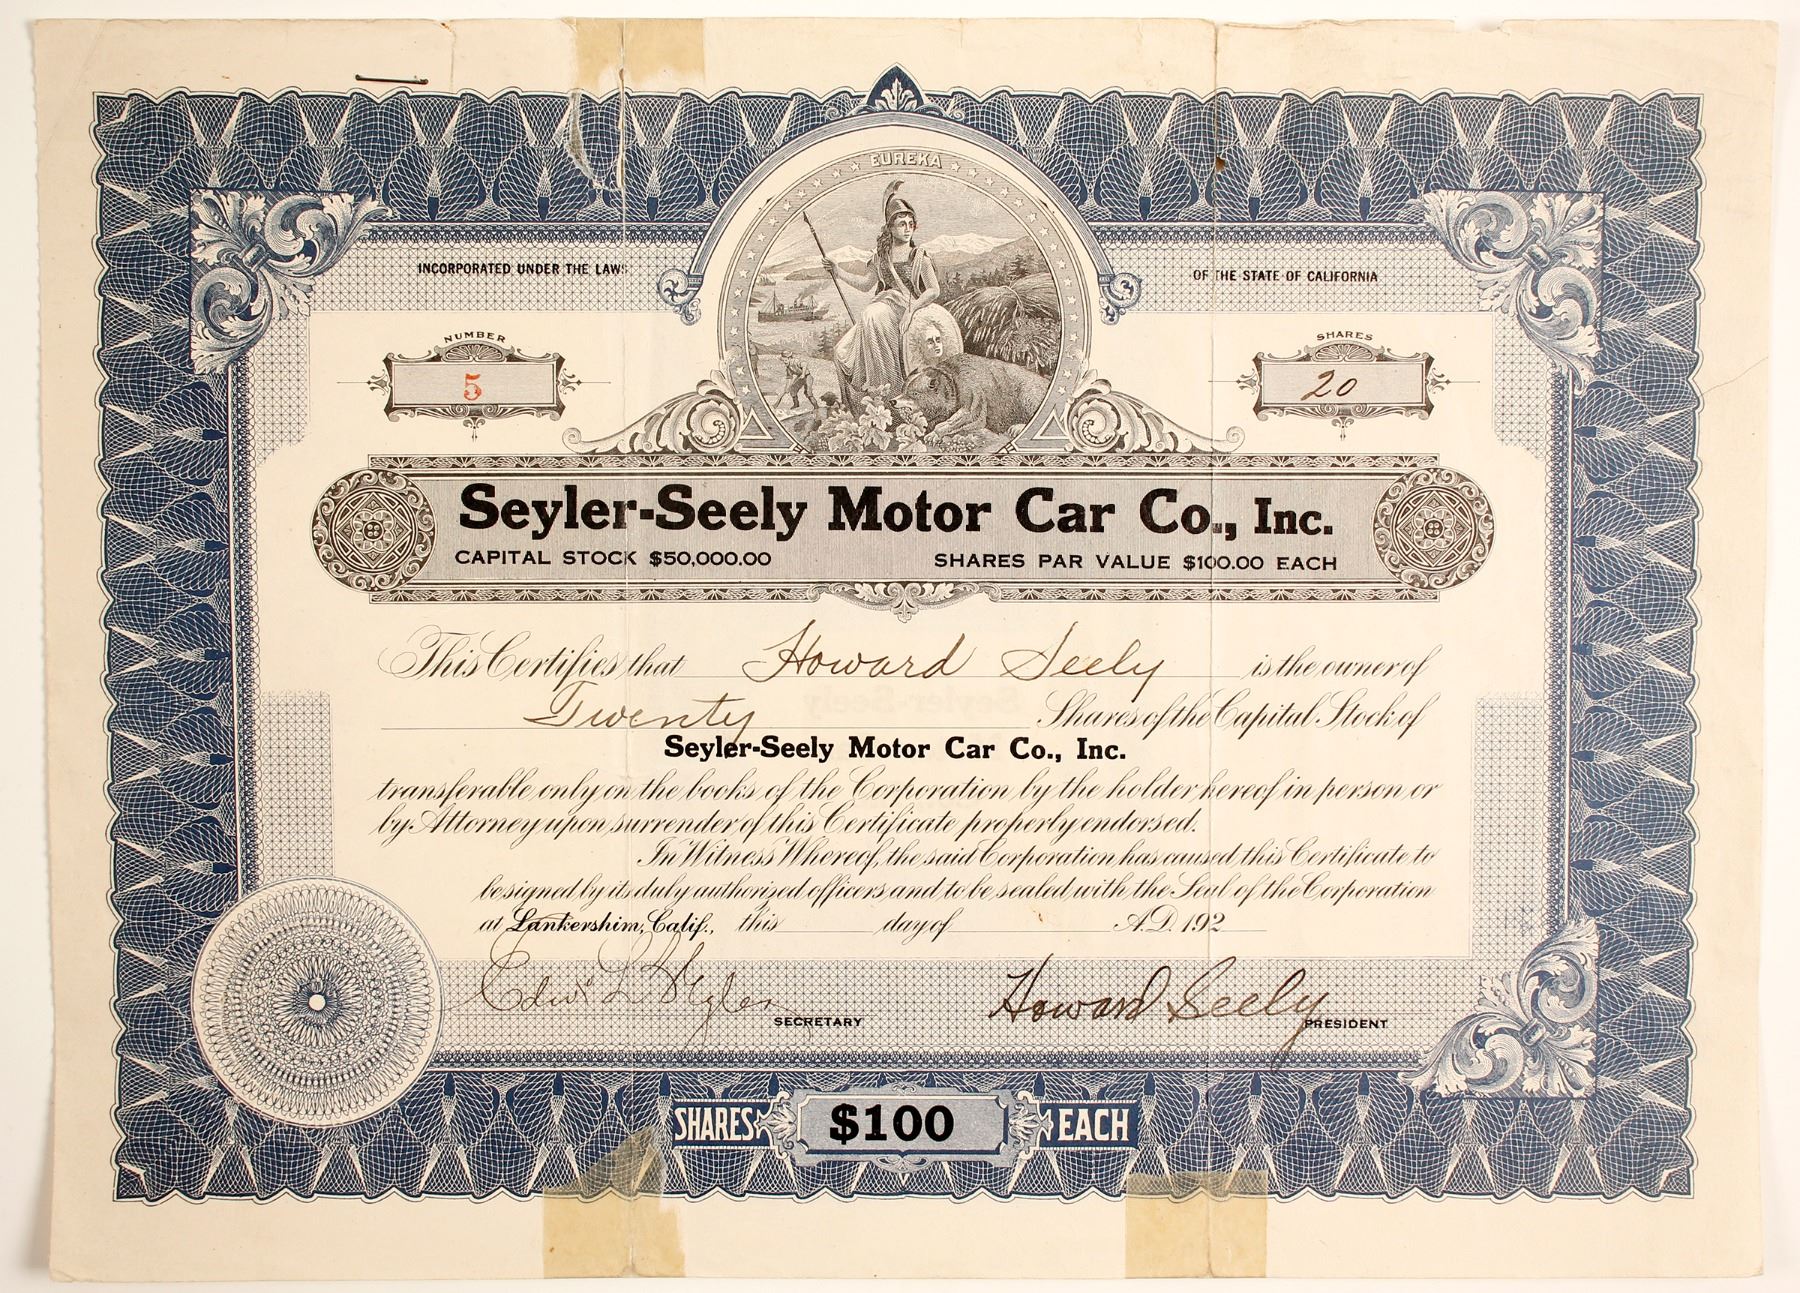 EUREKA
INCORPORATED UNDER THE LAWS OF THE STATE OF CALIFORNIA
NUMBER
5
SHARES
20
Seyler-Seely Motor Car Co., Inc.
CAPITAL STOCK $50,000.00 SHARES PAR VALUE $100.00 EACH
This Certifies that Howard Seely is the owner of
Twenty Shares of the Capital Stock of
Seyler-Seely Motor Car Co., Inc.
transferable only on the books of the Corporation by the holder hereof in person or
by Attorney upon surrender of this Certificate properly endorsed.
In Witness Whereof, the said Corporation has caused this Certificate to
be signed by its duly authorized officers and to be sealed with the Seal of the Corporation
at Lankershim, Calif., this day of A.D. 192
Edw. L. Seyler Howard Seely
SECRETARY PRESIDENT
SHARES $100 EACH